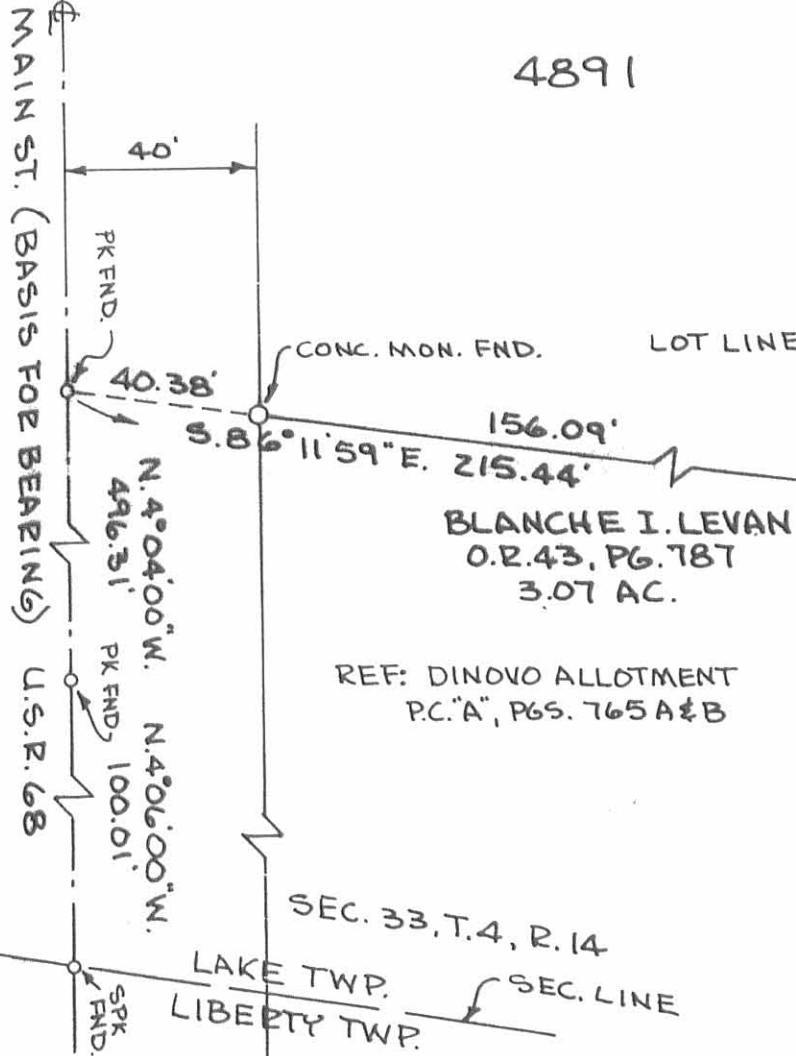 4891
℄
MAIN ST. (BASIS FOR BEARING) U.S.R. 68
40'
PK FND.
CONC. MON. FND.
LOT LINE
40.38'
156.09'
S.86°11'59"E. 215.44'
N.4°04'00"W.
496.31'
BLANCHE I. LEVAN
O.R.43, PG. 787
3.07 AC.
REF: DINOVO ALLOTMENT
P.C."A", PGS. 765 A&B
PK FND.
N.4°06'00"W.
100.01'
SEC. 33, T.4, R.14
LAKE TWP.
LIBERTY TWP.
SEC. LINE
SPK
FND.